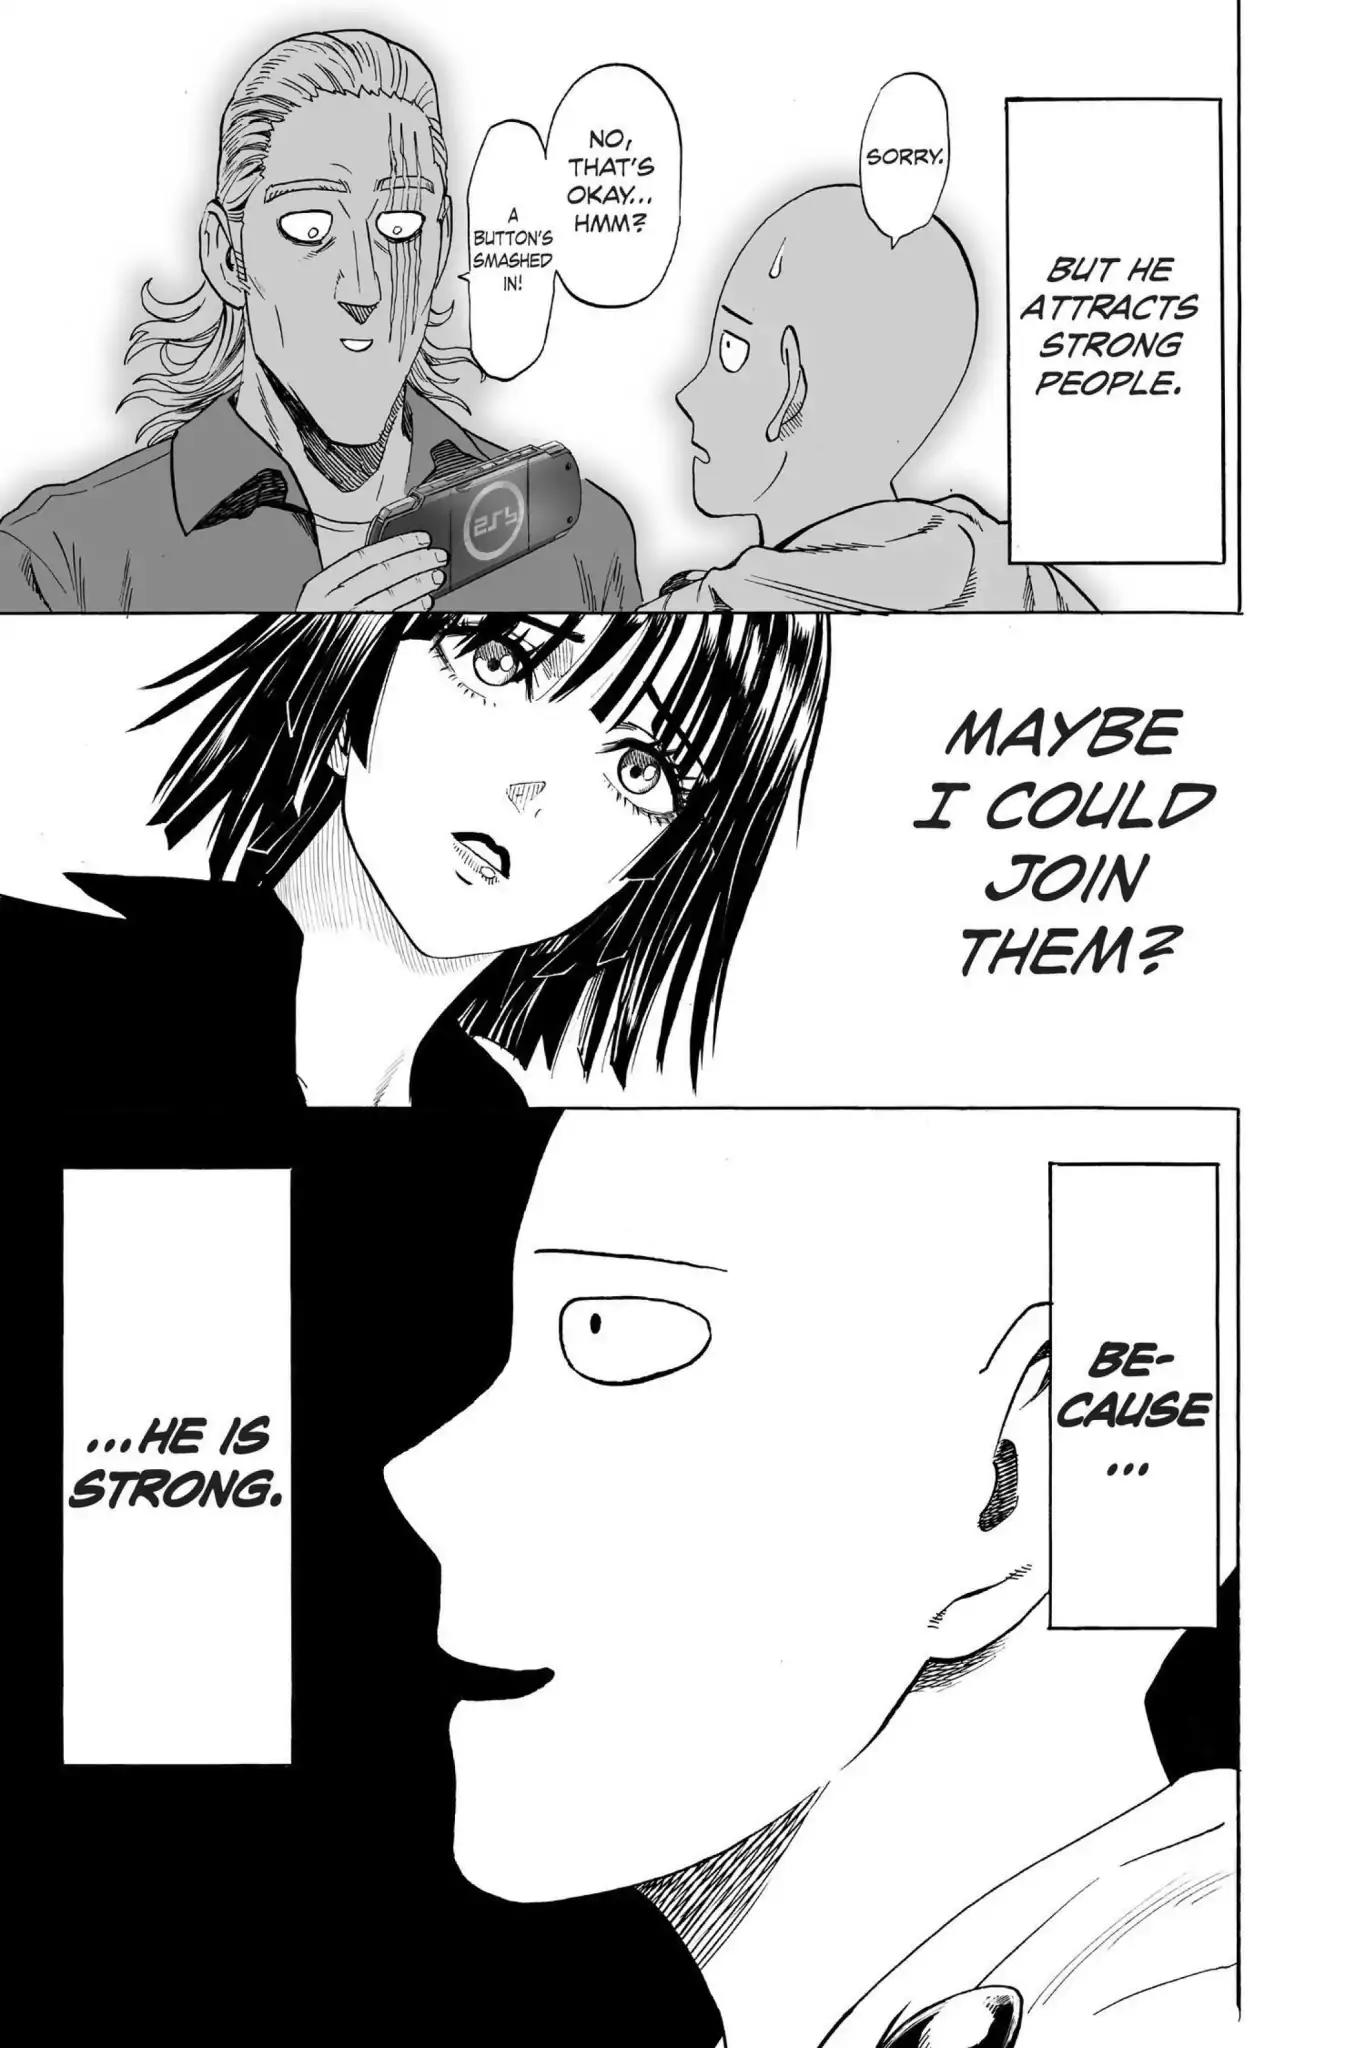 BUT HE
ATTRACTS
STRONG
PEOPLE.
SORRY.
NO,
THAT'S
OKAY...
HMM?
A
BUTTON'S
SMASHED
IN!
MAYBE
I COULD
JOIN
THEM?
BE-
CAUSE
...
...HE IS
STRONG.